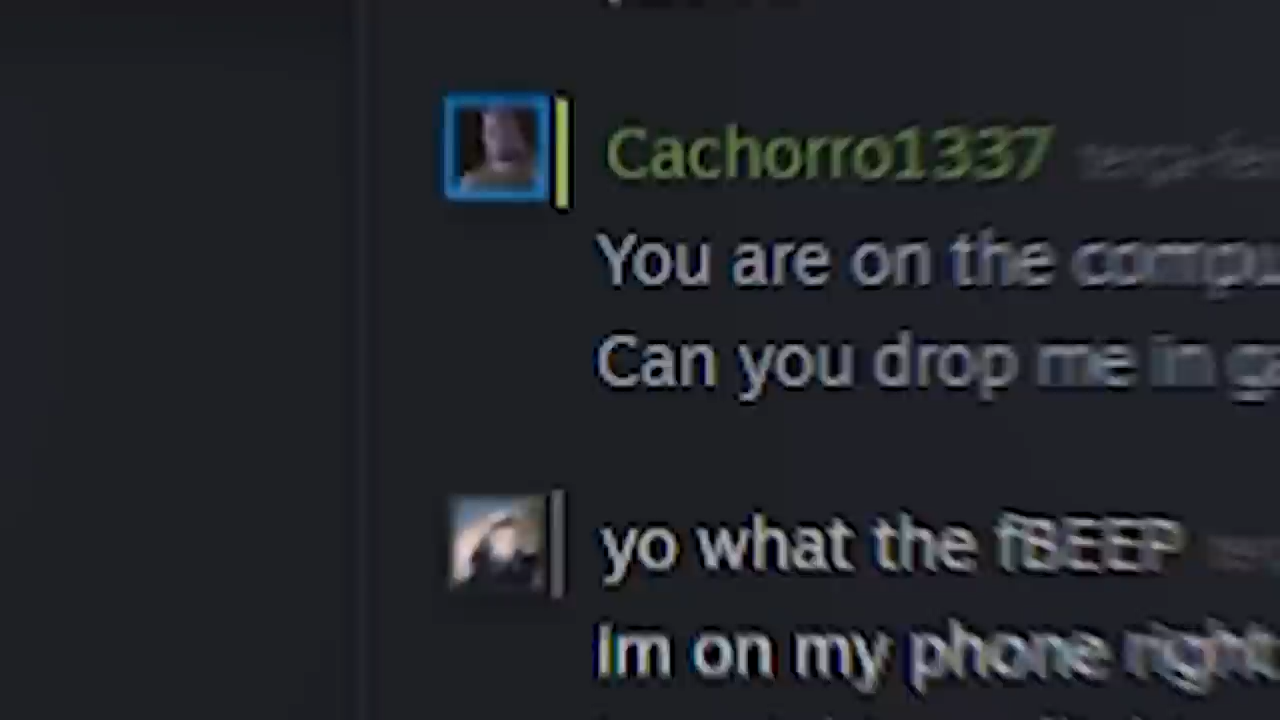 Cachorro1337
You are on the
Can you drop me in
yo what the fBEEP
Im on my phone right